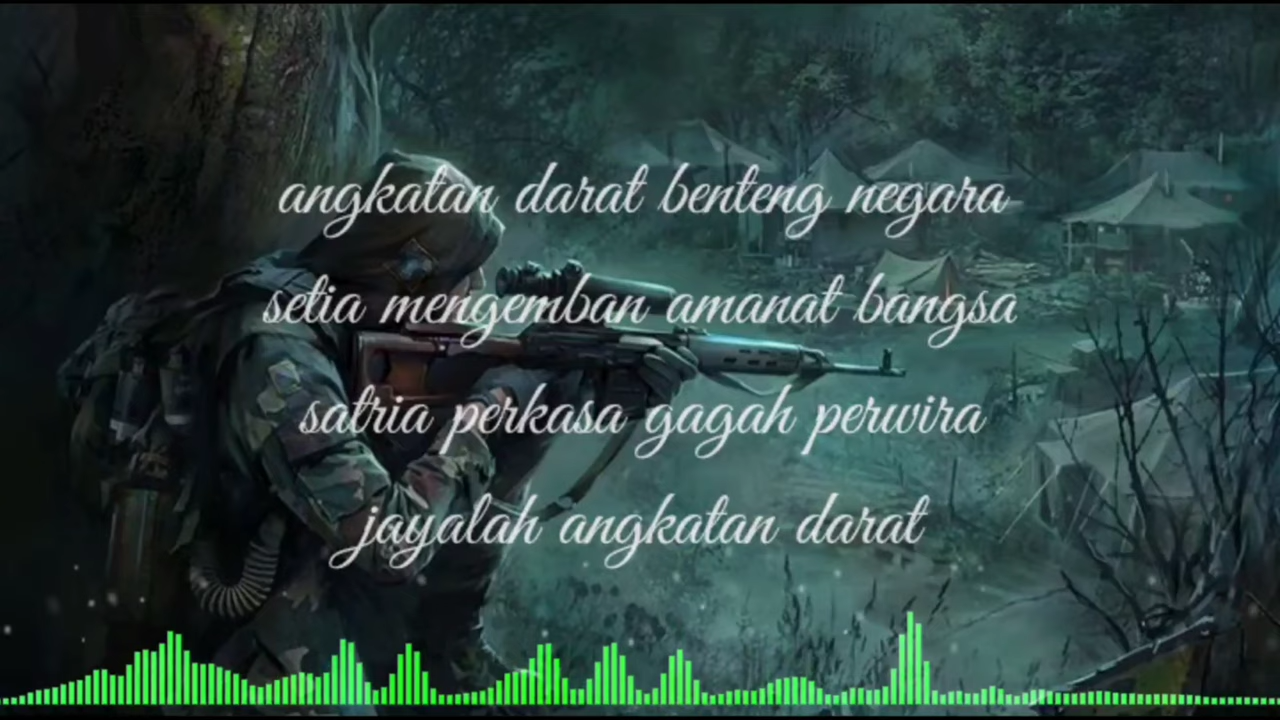 angkatan darat benteng negara
setia mengemban amanat bangsa
satria perkasa gagah perwira
jayalah angkatan darat